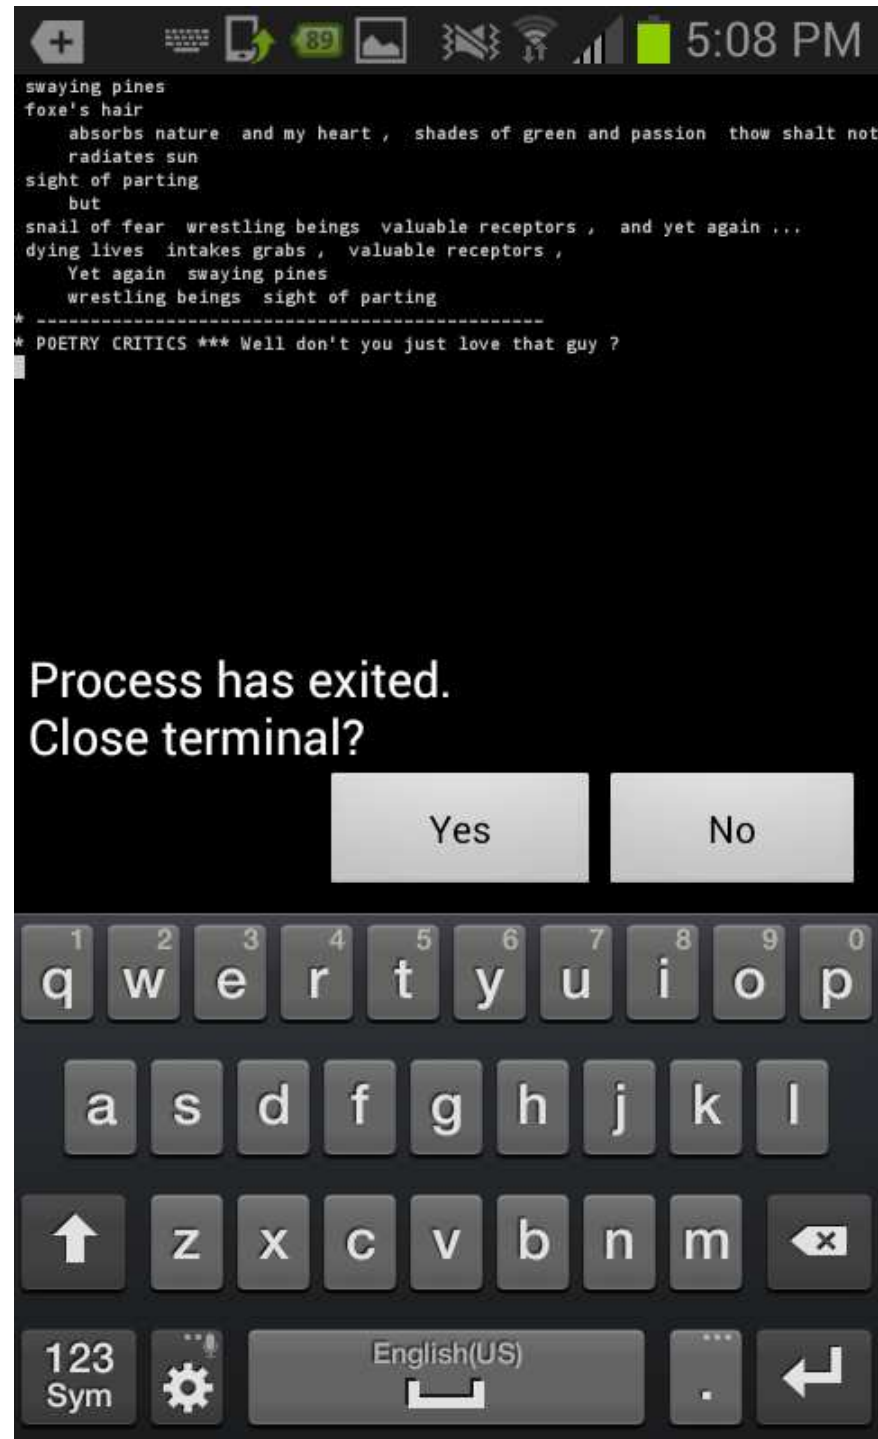 89 5:08 PM
swaying pines
foxe's hair
absorbs nature  and my heart ,  shades of green and passion  thow shalt not
radiates sun
sight of parting
but
snail of fear  wrestling beings  valuable receptors ,  and yet again ...
dying lives  intakes grabs ,  valuable receptors ,
Yet again  swaying pines
wrestling beings  sight of parting
* -----------------------------------------------
* POETRY CRITICS *** Well don't you just love that guy ?
Process has exited.
Close terminal?
Yes No
1 2 3 4 5 6 7 8 9 0
q w e r t y u i o p
a s d f g h j k l
z x c v b n m
123 English(US)
Sym .